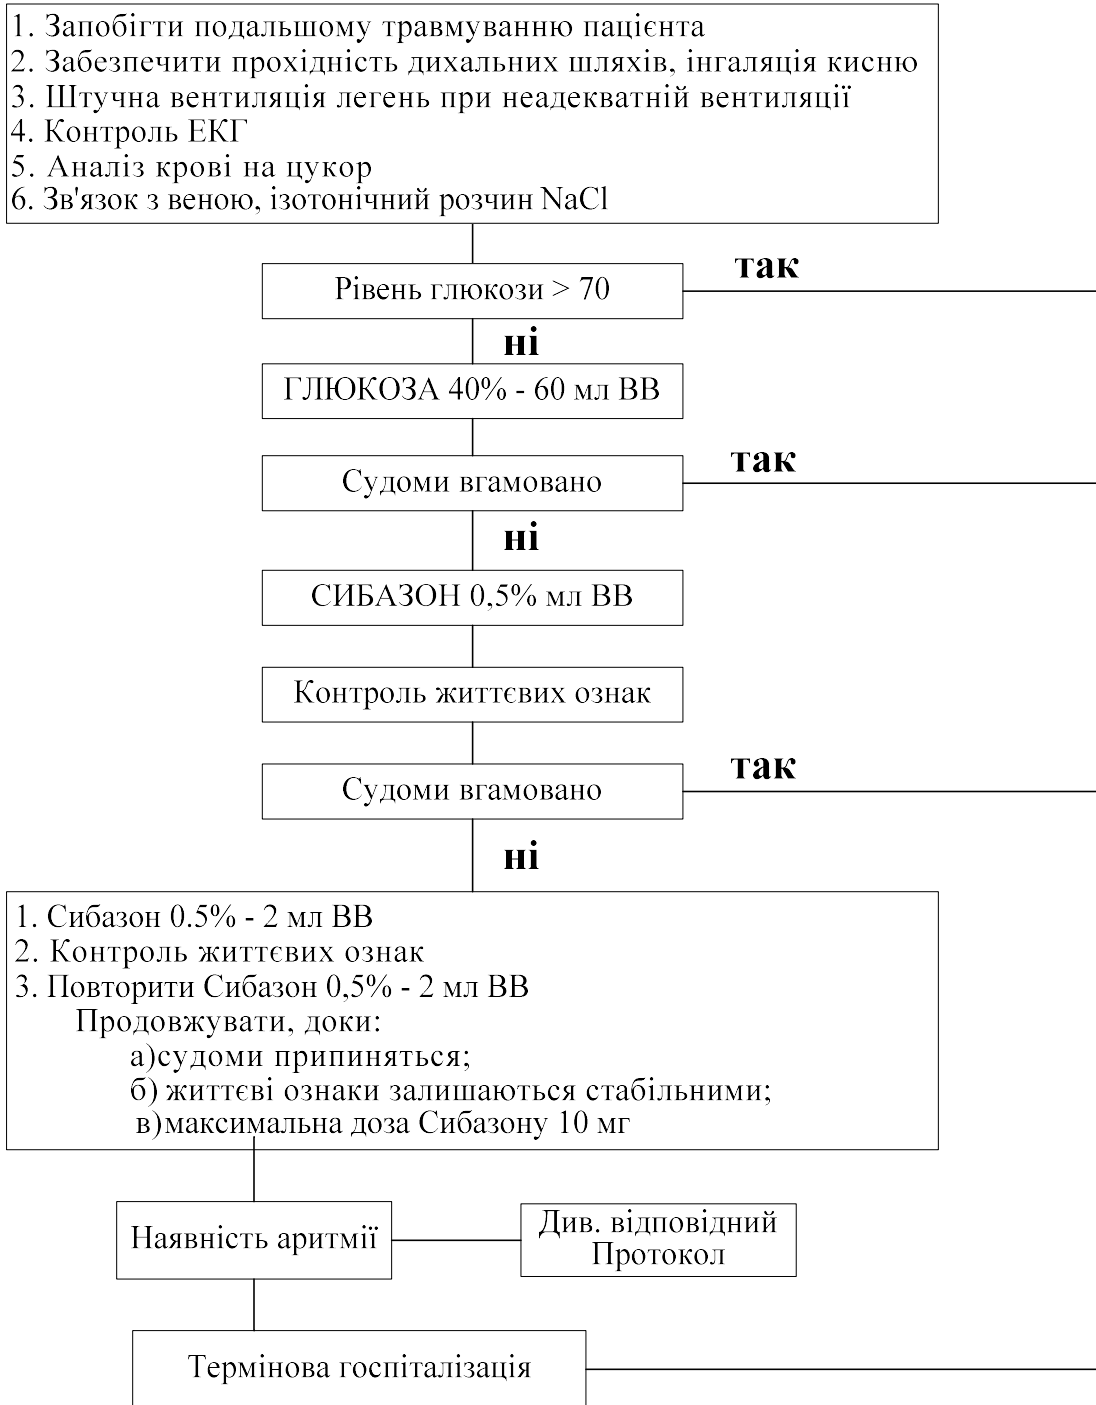 1. Запобігти подальшому травмуванню пацієнта
2. Забезпечити прохідність дихальних шляхів, інгаляція кисню
3. Штучна вентиляція легень при неадекватній вентиляції
4. Контроль ЕКГ
5. Аналіз крові на цукор
6. Зв'язок з веною, ізотонічний розчин NaCl
так
Рівень глюкози > 70
ні
ГЛЮКОЗА 40% - 60 мл ВВ
так
Судоми вгамовано
ні
СИБАЗОН 0,5% мл ВВ
Контроль життєвих ознак
так
Судоми вгамовано
ні
1. Сибазон 0.5% - 2 мл ВВ
2. Контроль життєвих ознак
3. Повторити Сибазон 0,5% - 2 мл ВВ
Продовжувати, доки:
а)судоми припиняться;
б) життєві ознаки залишаються стабільними;
в)максимальна доза Сибазону 10 мг
Наявність аритмії
Див. відповідний
Протокол
Термінова госпіталізація